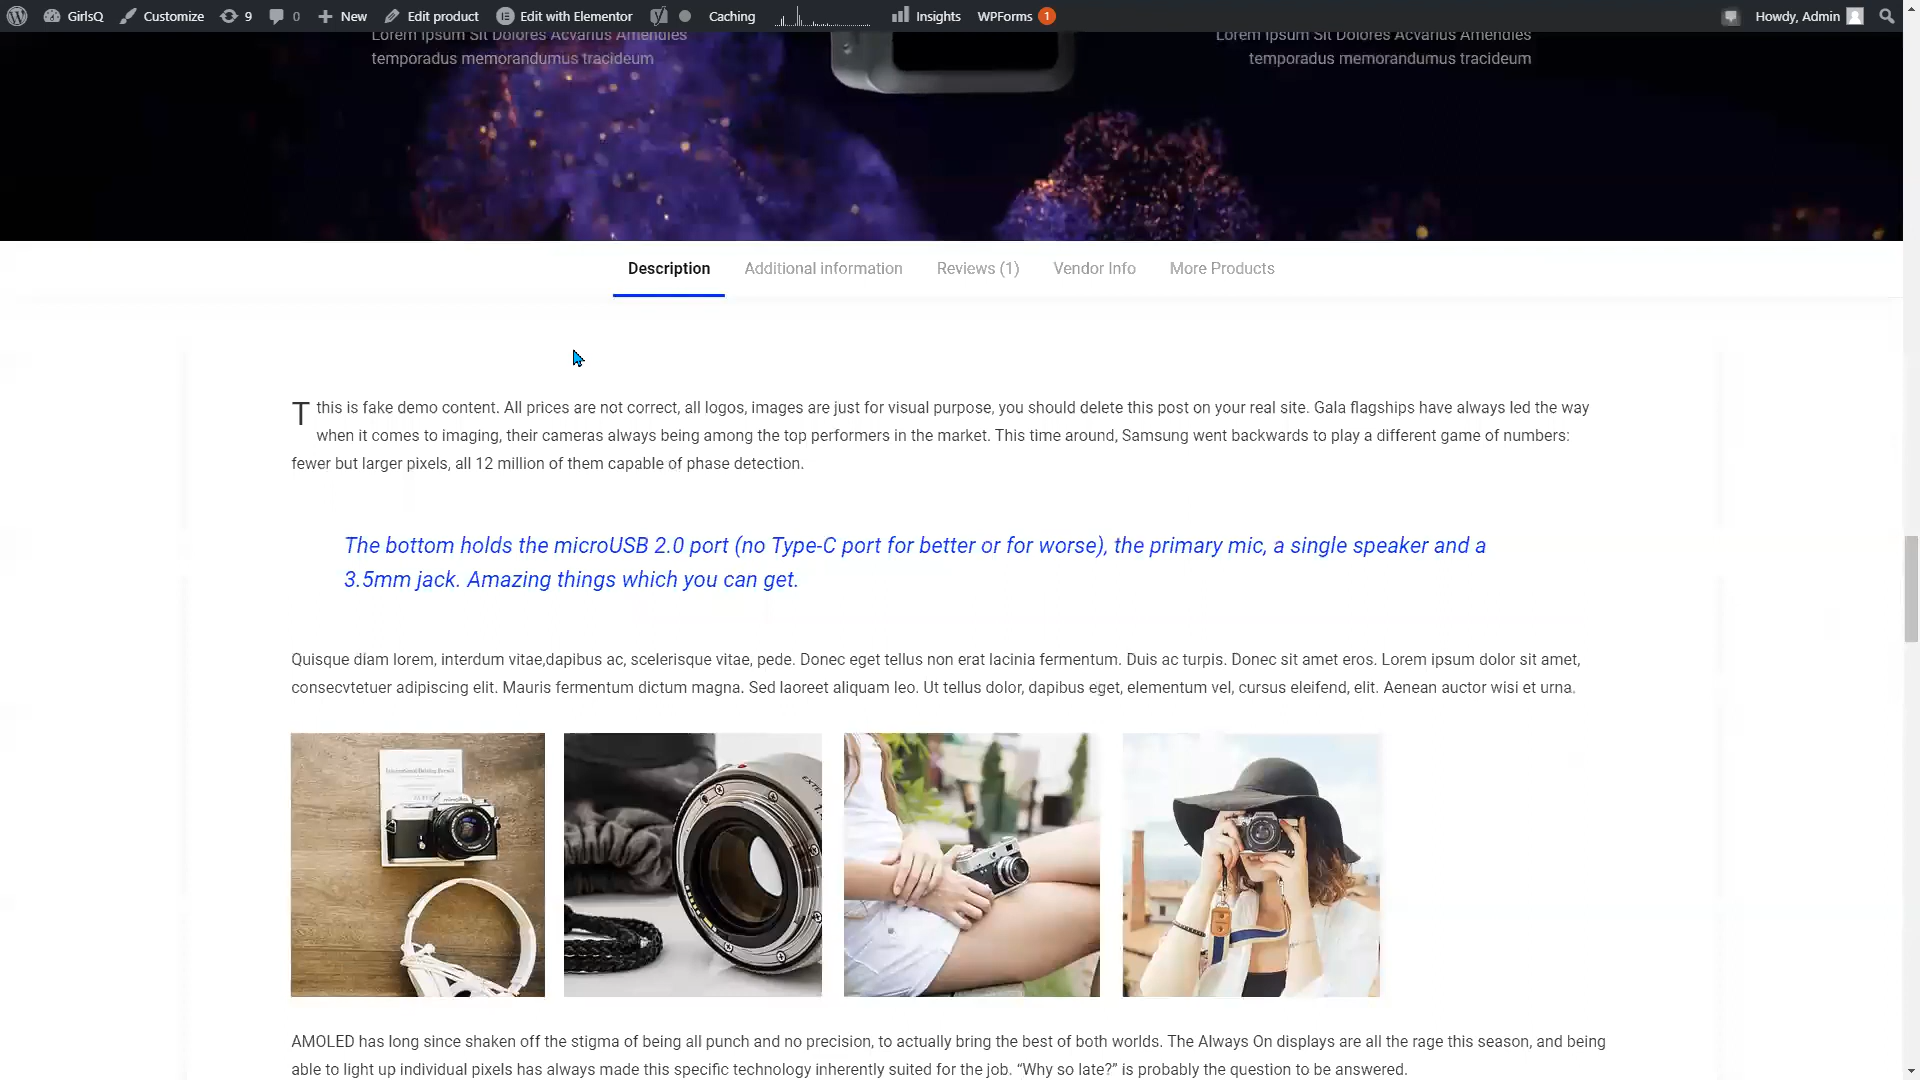 GirlsQ Customize 9 0 New Edit product Edit with Elementor Caching Insights WPForms 1 Howdy, Admin
Lorem Ipsum Sit Dolores Acvarius Amendies
temporadus memorandumus tracideum
Lorem Ipsum Sit Dolores Acvarius Amendies
temporadus memorandumus tracideum
Description Additional information Reviews (1) Vendor Info More Products
T this is fake demo content. All prices are not correct, all logos, images are just for visual purpose, you should delete this post on your real site. Gala flagships have always led the way
when it comes to imaging, their cameras always being among the top performers in the market. This time around, Samsung went backwards to play a different game of numbers:
fewer but larger pixels, all 12 million of them capable of phase detection.
The bottom holds the microUSB 2.0 port (no Type-C port for better or for worse), the primary mic, a single speaker and a
3.5mm jack. Amazing things which you can get.
Quisque diam lorem, interdum vitae,dapibus ac, scelerisque vitae, pede. Donec eget tellus non erat lacinia fermentum. Duis ac turpis. Donec sit amet eros. Lorem ipsum dolor sit amet,
consecvtetuer adipiscing elit. Mauris fermentum dictum magna. Sed laoreet aliquam leo. Ut tellus dolor, dapibus eget, elementum vel, cursus eleifend, elit. Aenean auctor wisi et urna.
International Driving Permit
minolta
AMOLED has long since shaken off the stigma of being all punch and no precision, to actually bring the best of both worlds. The Always On displays are all the rage this season, and being
able to light up individual pixels has always made this specific technology inherently suited for the job. “Why so late?” is probably the question to be answered.